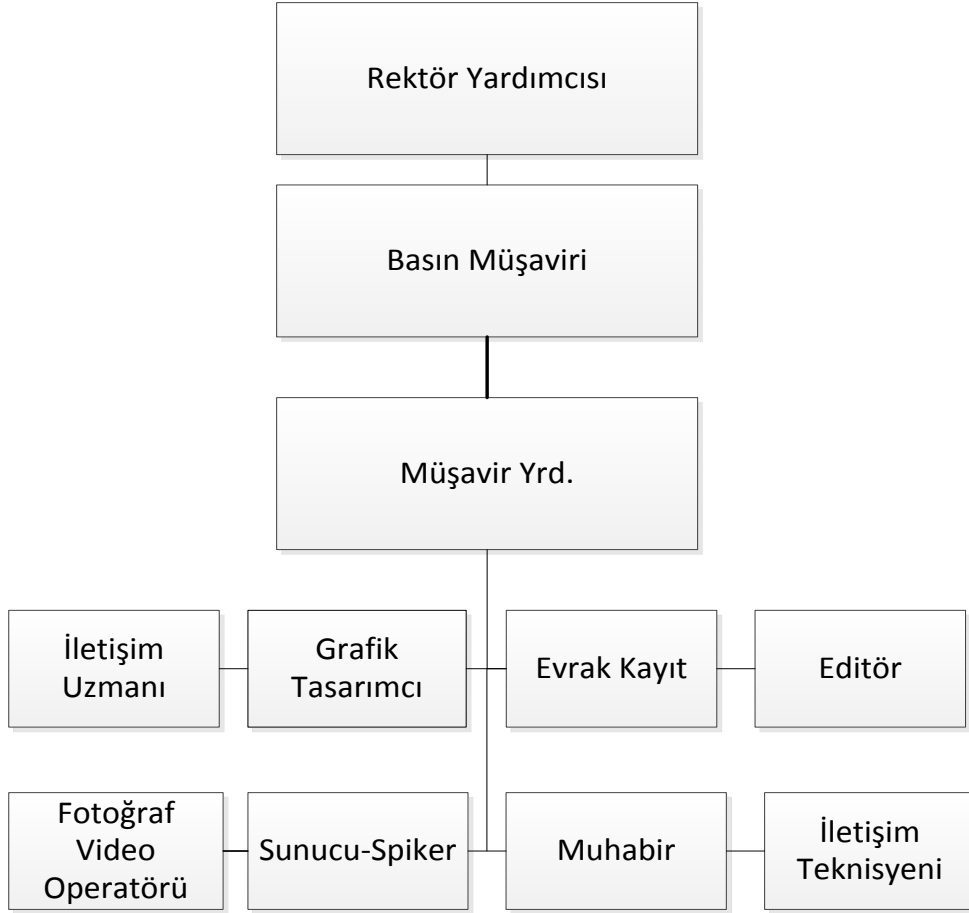 Rektör Yardımcısı
Basın Müşaviri
Müşavir Yrd.
İletişim
Uzmanı
Grafik
Tasarımcı
Evrak Kayıt
Editör
Fotoğraf
Video
Operatörü
Sunucu-Spiker
Muhabir
İletişim
Teknisyeni